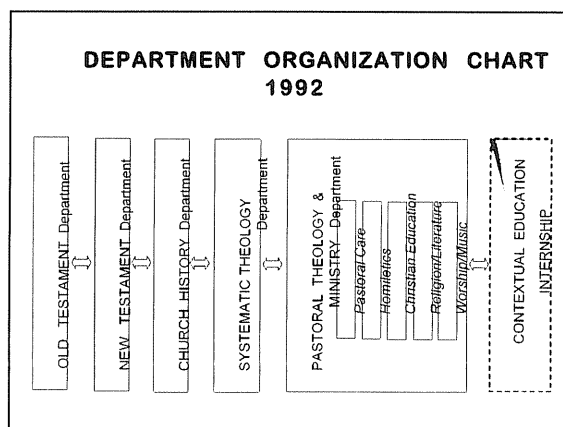 DEPARTMENT ORGANIZATION CHART
1992
OLD TESTAMENT Department
NEW TESTAMENT Department
CHURCH HISTORY Department
SYSTEMATIC THEOLOGY
Department
PASTORAL THEOLOGY &
MINISTRY Department
Pastoral Care
Homiletics
Christian Education
Religion/Literature
Worship/Music
CONTEXTUAL EDUCATION
INTERNSHIP